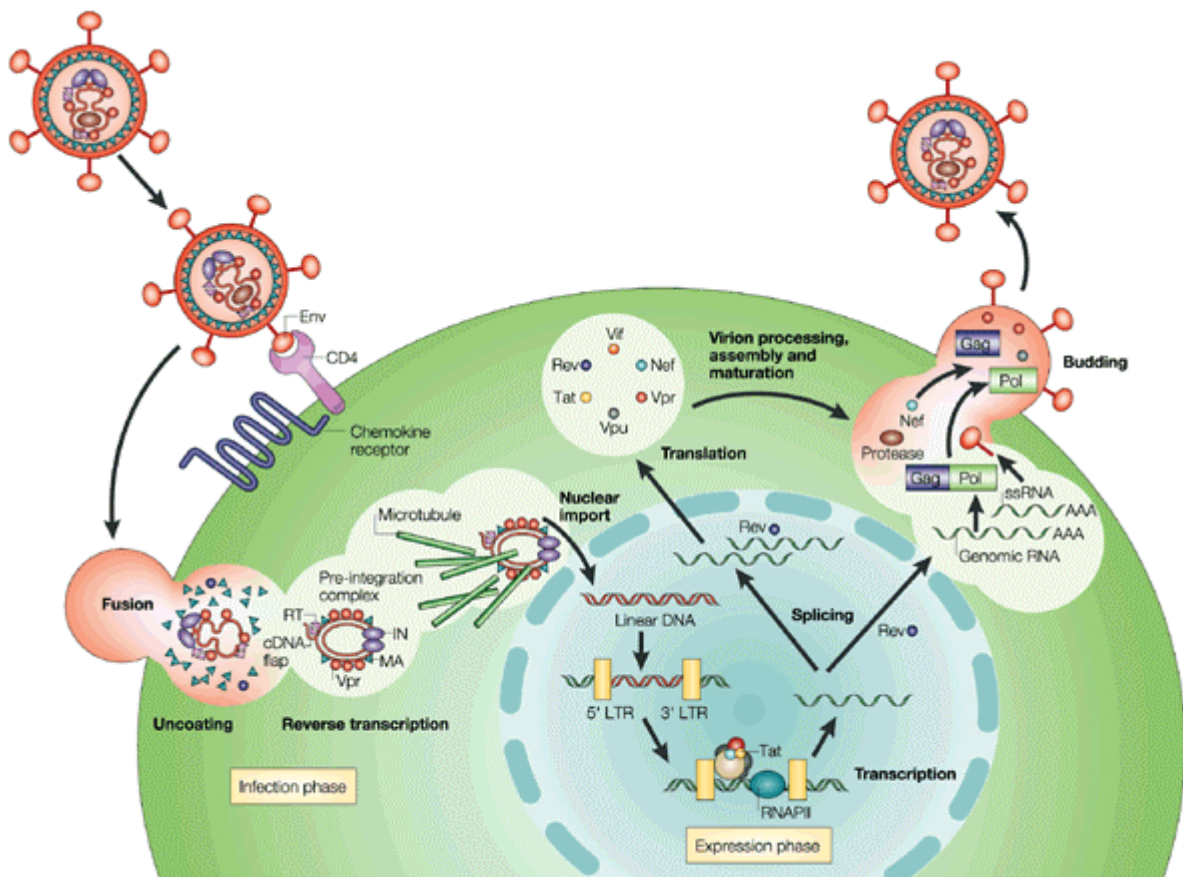 Env
CD4
Chemokine
receptor
Fusion
Uncoating
RT
cDNA
flap
Pre-integration
complex
IN
MA
Vpr
Reverse transcription
Microtubule
Nuclear
import
Infection phase
Linear DNA
5' LTR
3' LTR
Tat
RNAPII
Transcription
Expression phase
Splicing
Rev
Rev
Translation
Vif
Rev
Nef
Tat
Vpr
Vpu
Virion processing,
assembly and
maturation
Budding
Gag
Pol
Nef
Protease
Gag
Pol
ssRNA
AAA
AAA
Genomic RNA